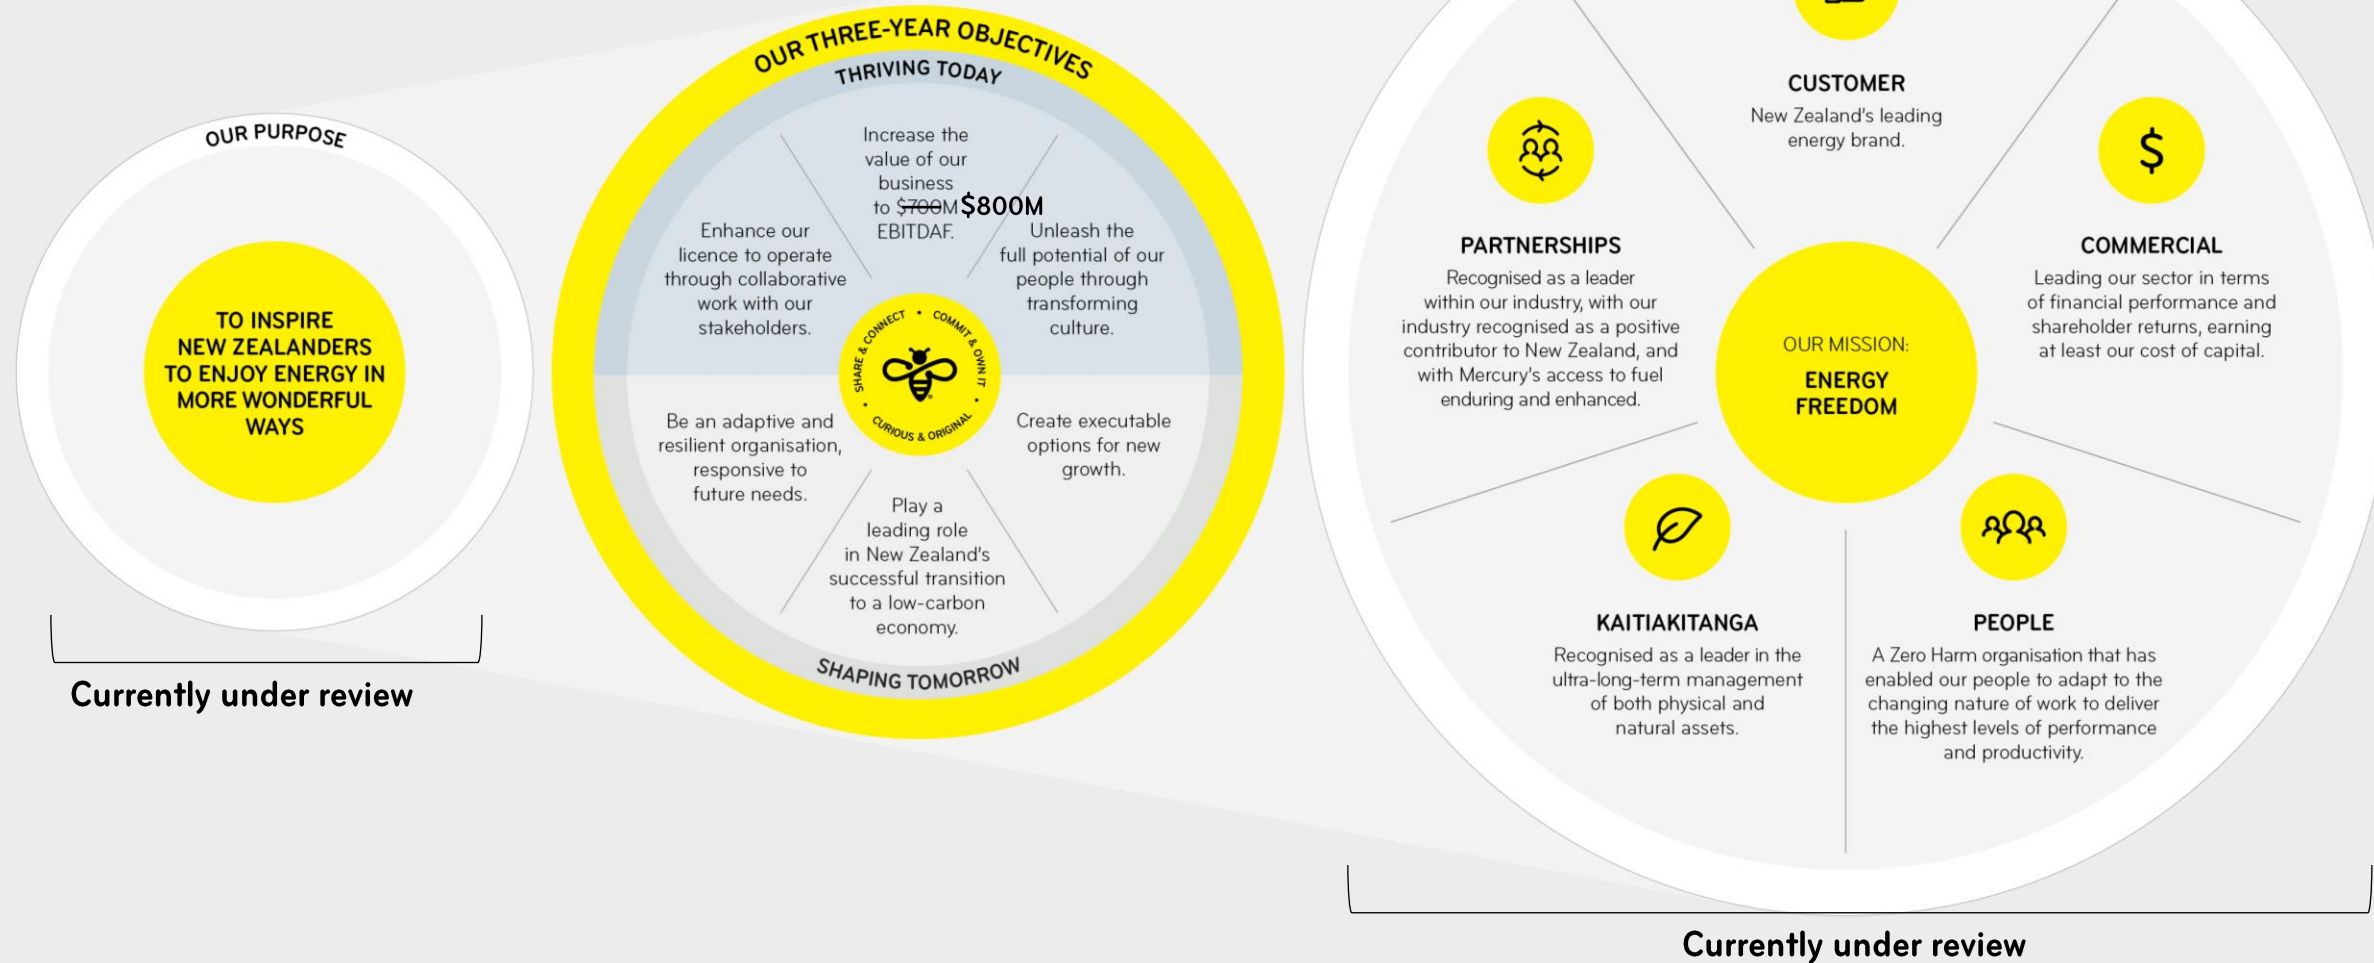 OUR PURPOSE
TO INSPIRE
NEW ZEALANDERS
TO ENJOY ENERGY IN
MORE WONDERFUL
WAYS
Currently under review
OUR THREE-YEAR OBJECTIVES
THRIVING TODAY
Increase the
value of our
business
to $700M $800M
EBITDAF.
Enhance our
licence to operate
through collaborative
work with our
stakeholders.
Unleash the
full potential of our
people through
transforming
culture.
SHARE & CONNECT • COMMIT & OWN IT • CURIOUS & ORIGINAL •
Be an adaptive and
resilient organisation,
responsive to
future needs.
Create executable
options for new
growth.
Play a
leading role
in New Zealand's
successful transition
to a low-carbon
economy.
SHAPING TOMORROW
CUSTOMER
New Zealand's leading
energy brand.
PARTNERSHIPS
Recognised as a leader
within our industry, with our
industry recognised as a positive
contributor to New Zealand, and
with Mercury's access to fuel
enduring and enhanced.
$
COMMERCIAL
Leading our sector in terms
of financial performance and
shareholder returns, earning
at least our cost of capital.
OUR MISSION:
ENERGY
FREEDOM
KAITIAKITANGA
Recognised as a leader in the
ultra-long-term management
of both physical and
natural assets.
PEOPLE
A Zero Harm organisation that has
enabled our people to adapt to the
changing nature of work to deliver
the highest levels of performance
and productivity.
Currently under review